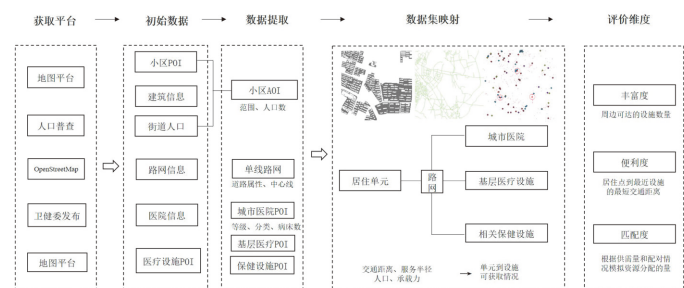 获取平台
初始数据
数据提取
数据集映射
评价维度
地图平台
人口普查
OpenStreetMap
卫健委发布
地图平台
小区POI
建筑信息
街道人口
路网信息
医院信息
医疗设施POI
小区AOI
范围、人口数
单线路网
道路属性、中心线
城市医院POI
等级、分类、病床数
基层医疗POI
保健设施POI
居住单元
路网
城市医院
基层医疗设施
相关保健设施
交通距离、服务半径
人口、承载力
单元到设施
可获取情况
丰富度
周边可达的设施数量
便利度
居住点到最近设施
的最短交通距离
匹配度
根据供需量和配对情
况模拟资源分配的量